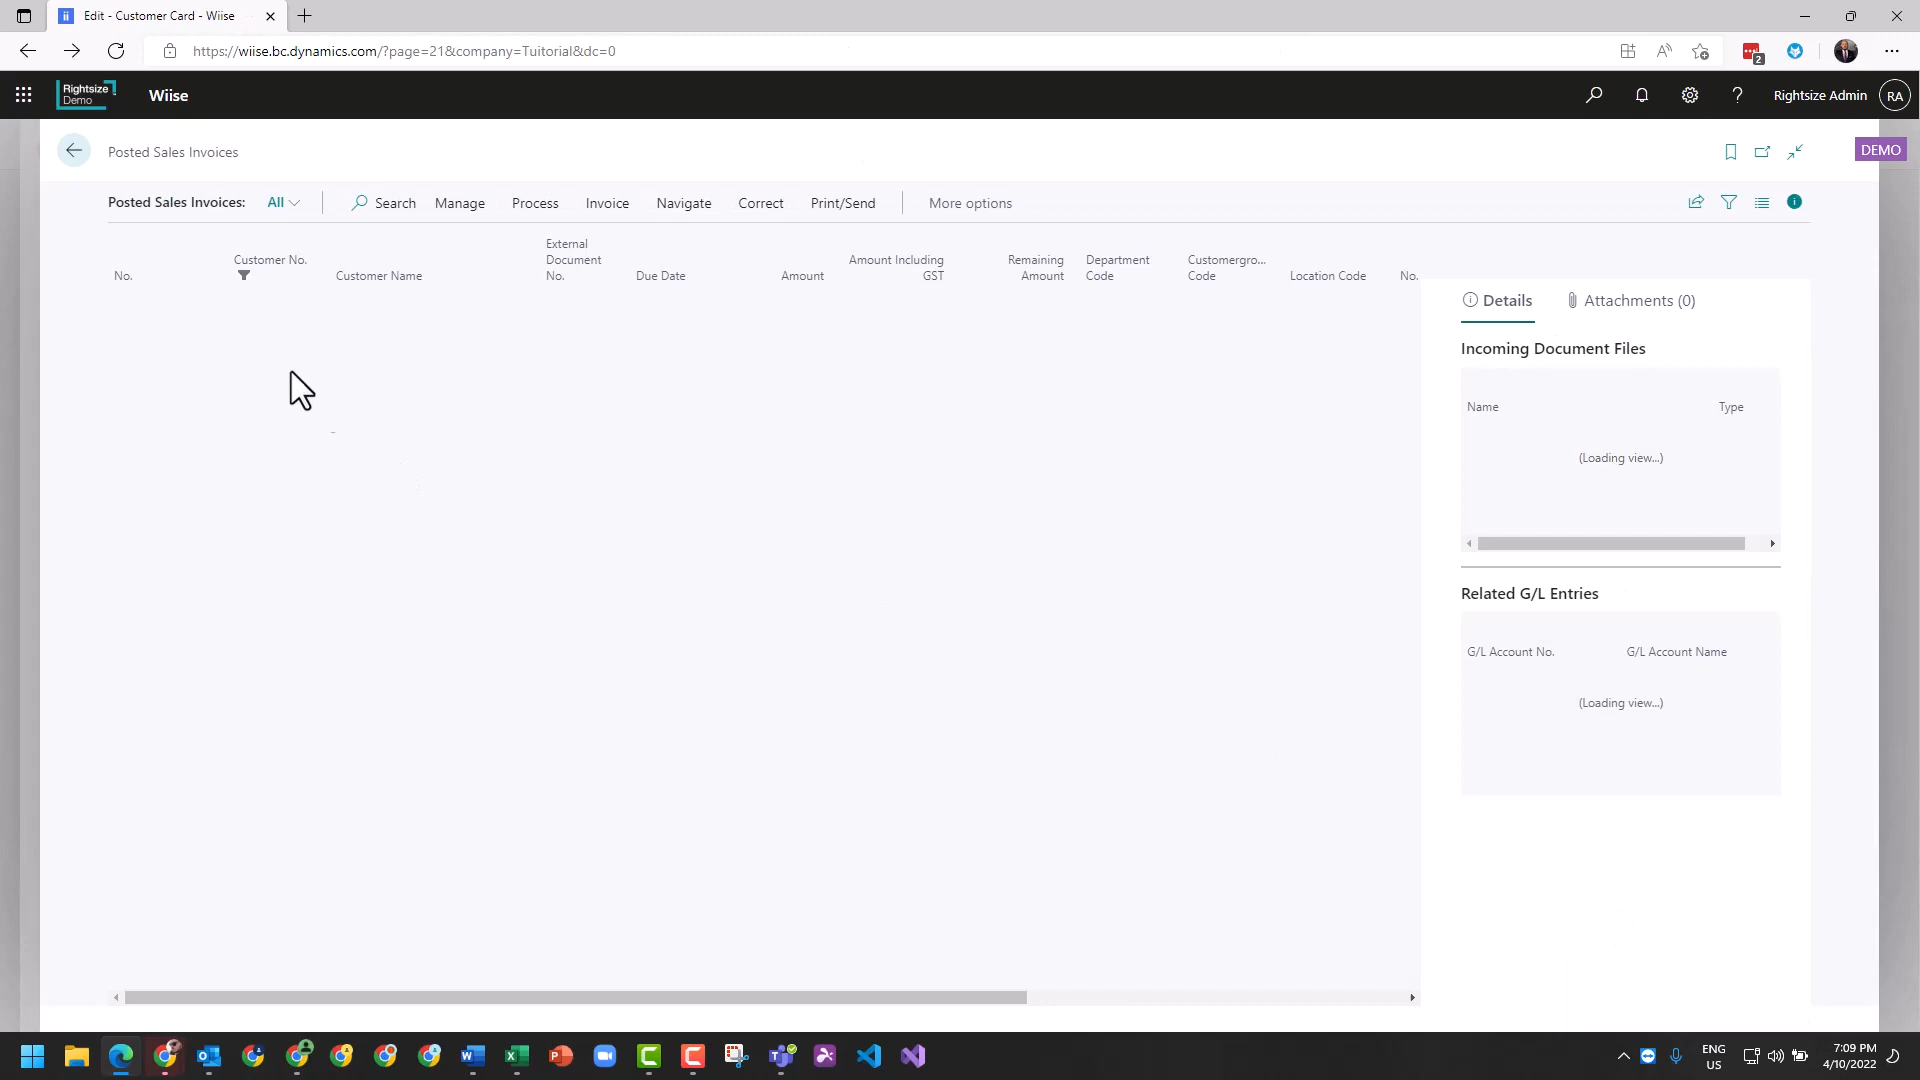 Edit - Customer Card - Wiise
https://wiise.bc.dynamics.com/?page=21&company=Tuitorial&dc=0
2
Rightsize
Demo
Wiise
Rightsize Admin
RA
Posted Sales Invoices
DEMO
Posted Sales Invoices:
All
Search
Manage
Process
Invoice
Navigate
Correct
Print/Send
More options
No.
Customer No.
Customer Name
External
Document
No.
Due Date
Amount
Amount Including
GST
Remaining
Amount
Department
Code
Customergro...
Code
Location Code
No.
Details
Attachments (0)
Incoming Document Files
Name
Type
(Loading view...)
Related G/L Entries
G/L Account No.
G/L Account Name
(Loading view...)
ENG
US
7:09 PM
4/10/2022